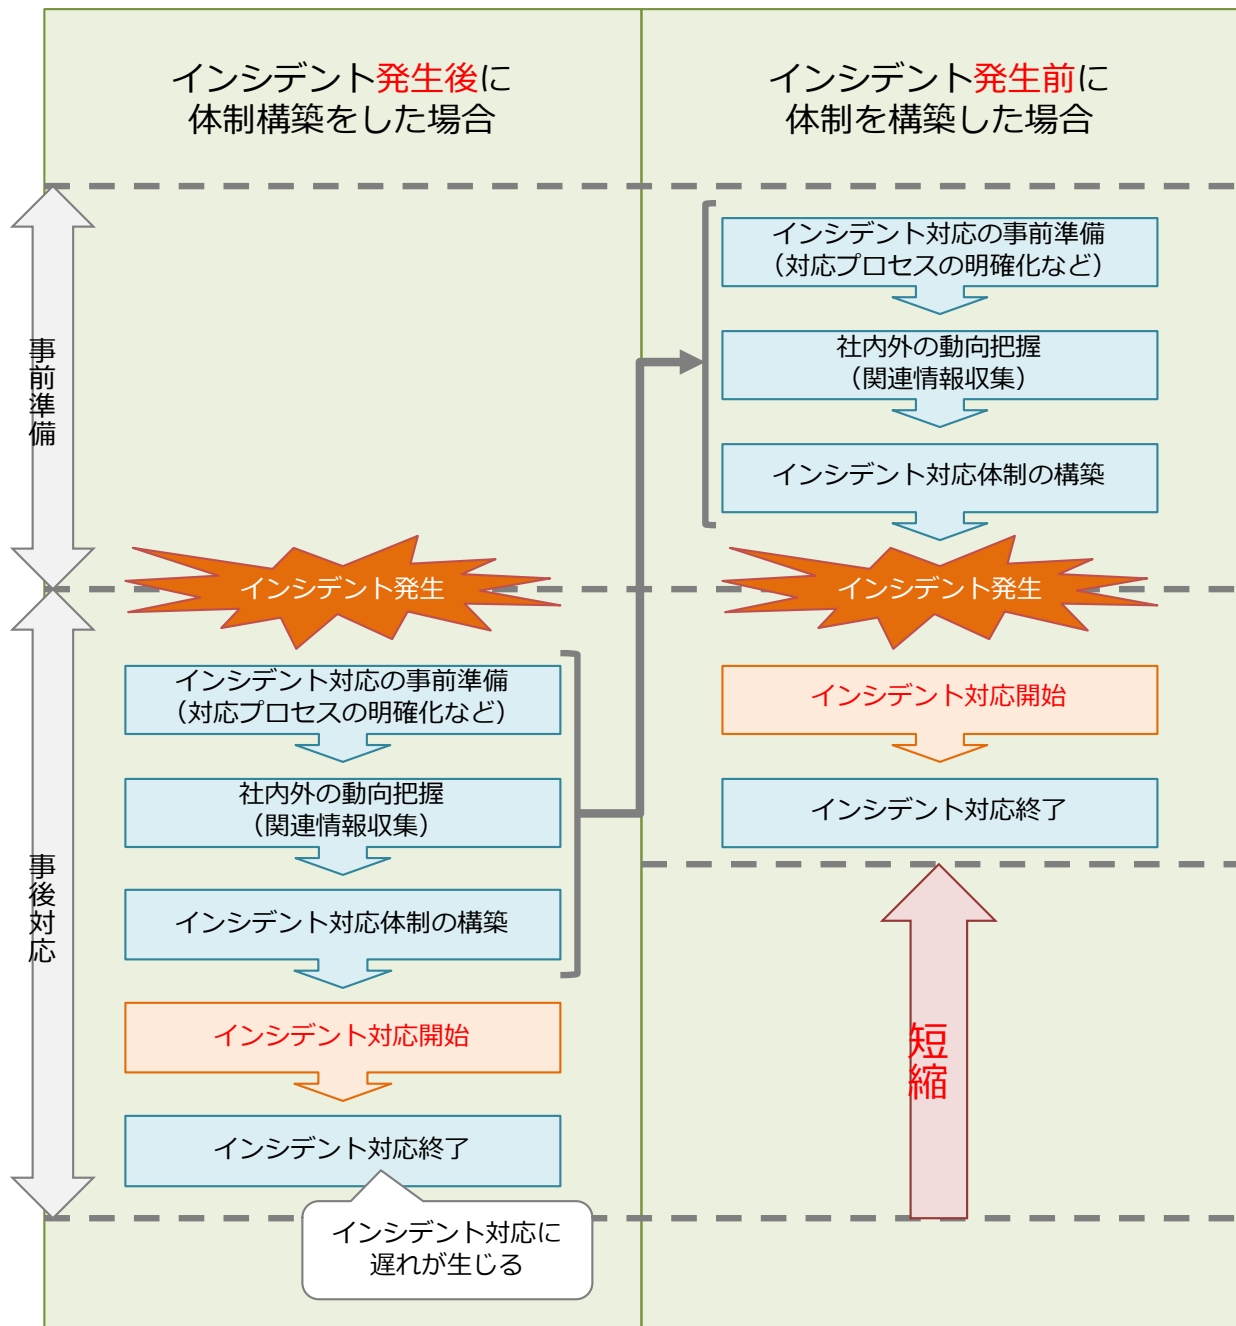 インシデント発生後に
体制構築をした場合
インシデント発生前に
体制を構築した場合
事前準備
インシデント対応の事前準備
（対応プロセスの明確化など）
社内外の動向把握
（関連情報収集）
インシデント対応体制の構築
インシデント発生
インシデント発生
事後対応
インシデント対応の事前準備
（対応プロセスの明確化など）
社内外の動向把握
（関連情報収集）
インシデント対応体制の構築
インシデント対応開始
インシデント対応終了
インシデント対応に
遅れが生じる
インシデント対応開始
インシデント対応終了
短縮